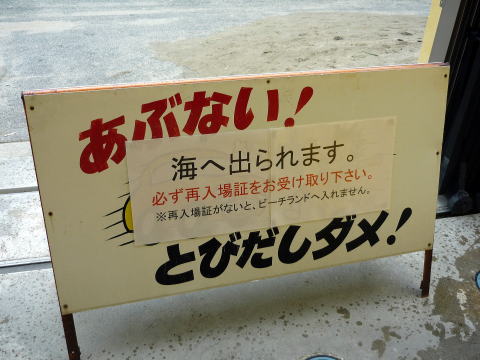 あぶない!
海へ出られます。
必ず再入場証をお受け取り下さい。
※再入場証がないと、ビーチランドへ入れません。
とびだしダメ!